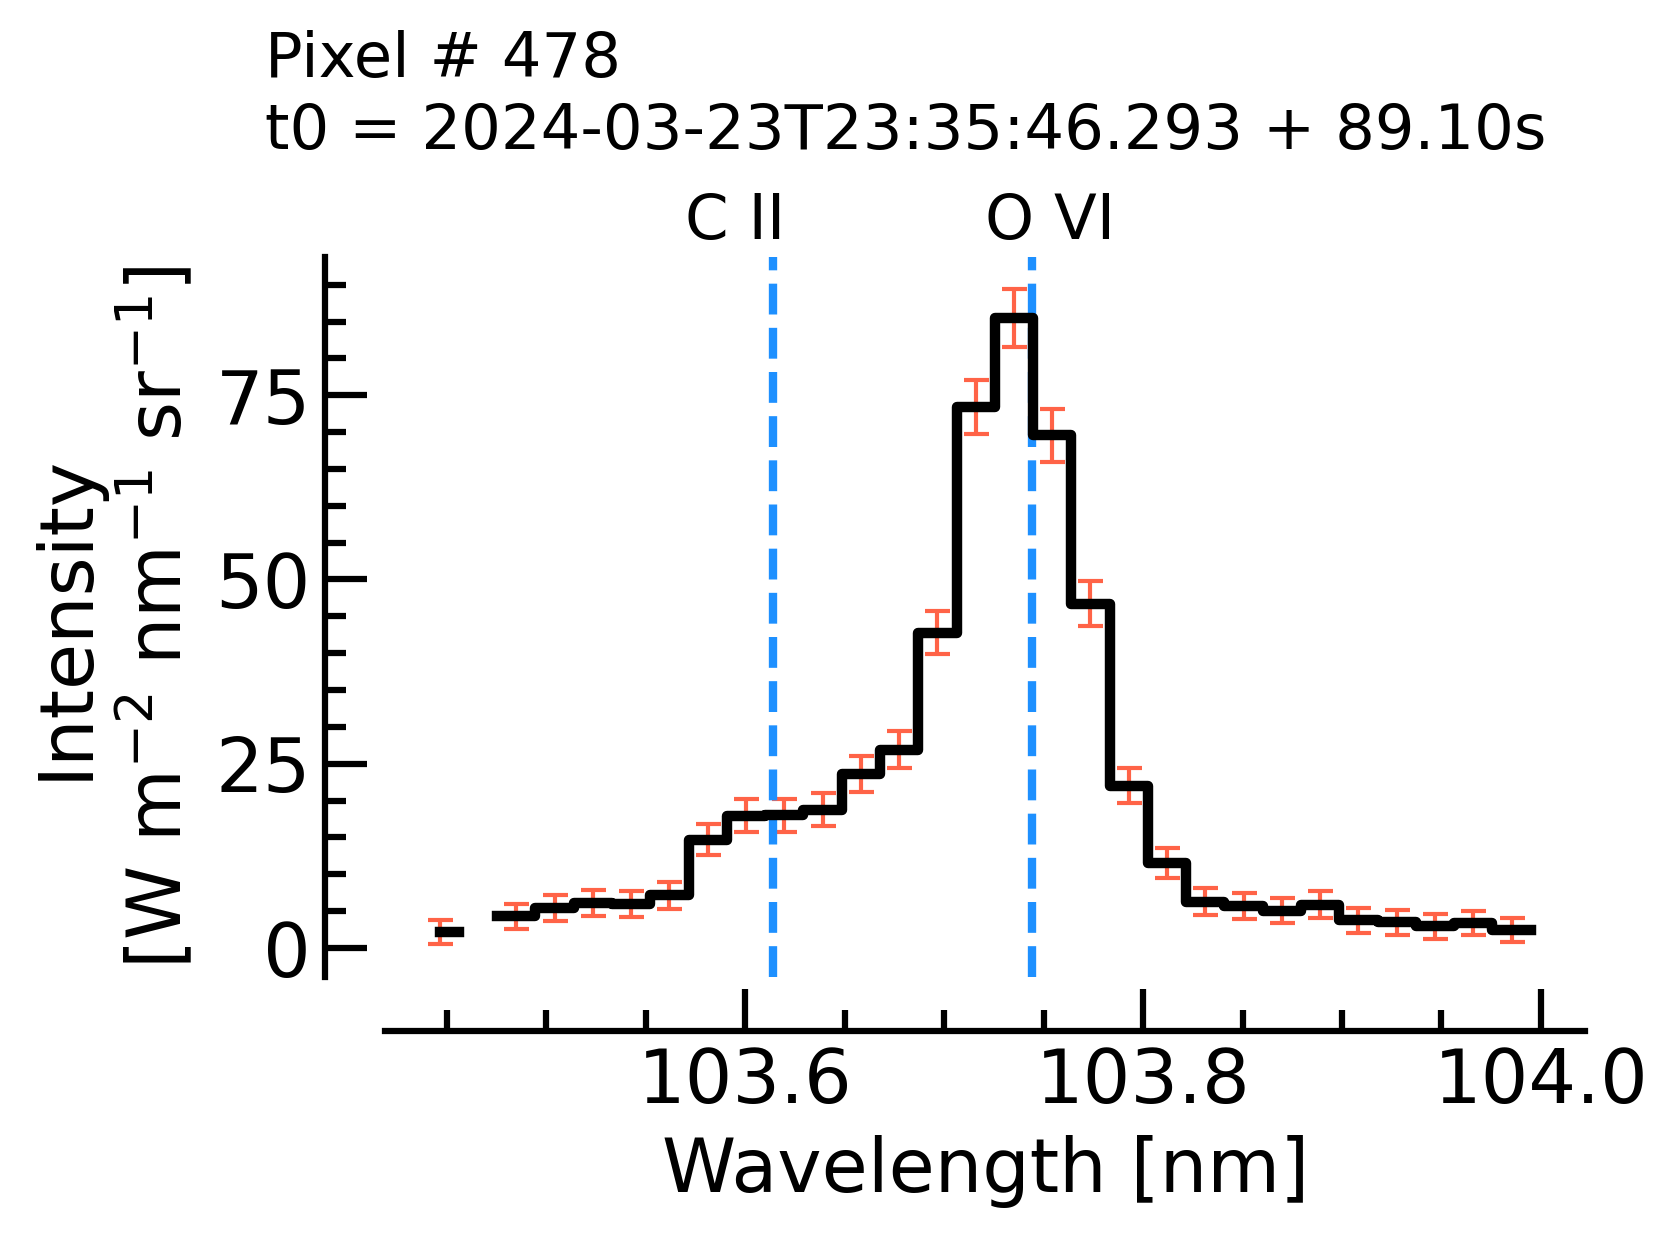 Pixel # 478
t0 = 2024-03-23T23:35:46.293 + 89.10s
C II
O VI
Intensity
[W m⁻² nm⁻¹ sr⁻¹]
75
50
25
0
103.6
103.8
104.0
Wavelength [nm]